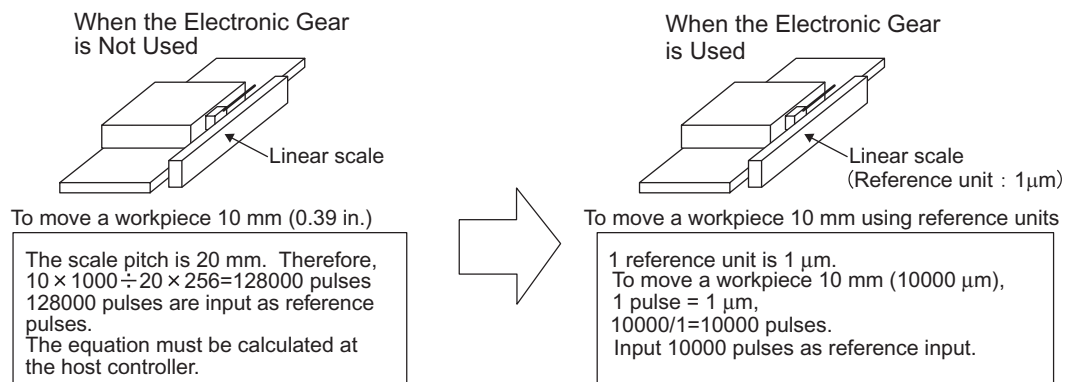 When the Electronic Gear
is Not Used
Linear scale
To move a workpiece 10 mm (0.39 in.)
The scale pitch is 20 mm. Therefore,
10 × 1000 ÷ 20 × 256=128000 pulses
128000 pulses are input as reference
pulses.
The equation must be calculated at
the host controller.
When the Electronic Gear
is Used
Linear scale
(Reference unit : 1μm)
To move a workpiece 10 mm using reference units
1 reference unit is 1 μm.
To move a workpiece 10 mm (10000 μm),
1 pulse = 1 μm,
10000/1=10000 pulses.
Input 10000 pulses as reference input.